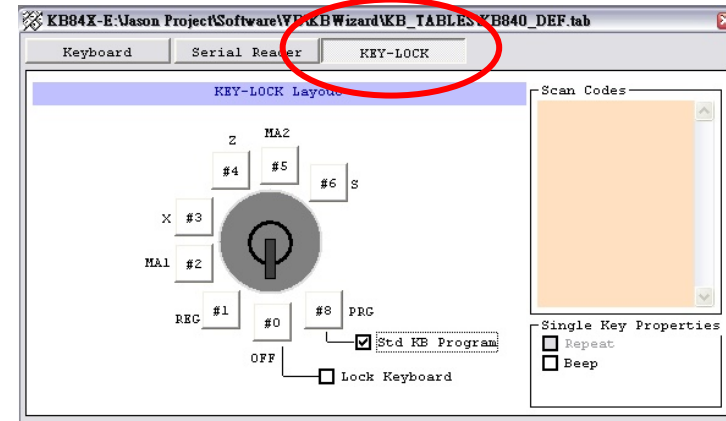 KB84X-E:\Jason Project\Software\VB\KBWizard\KB_TABLES\KB840_DEF.tab
Keyboard
Serial Reader
KEY-LOCK
KEY-LOCK Layout
Z
MA2
#4
#5
#6
S
X
#3
MA1
#2
REG
#1
#0
#8
PRG
OFF
Std KB Program
Lock Keyboard
Scan Codes
Single Key Properties
Repeat
Beep